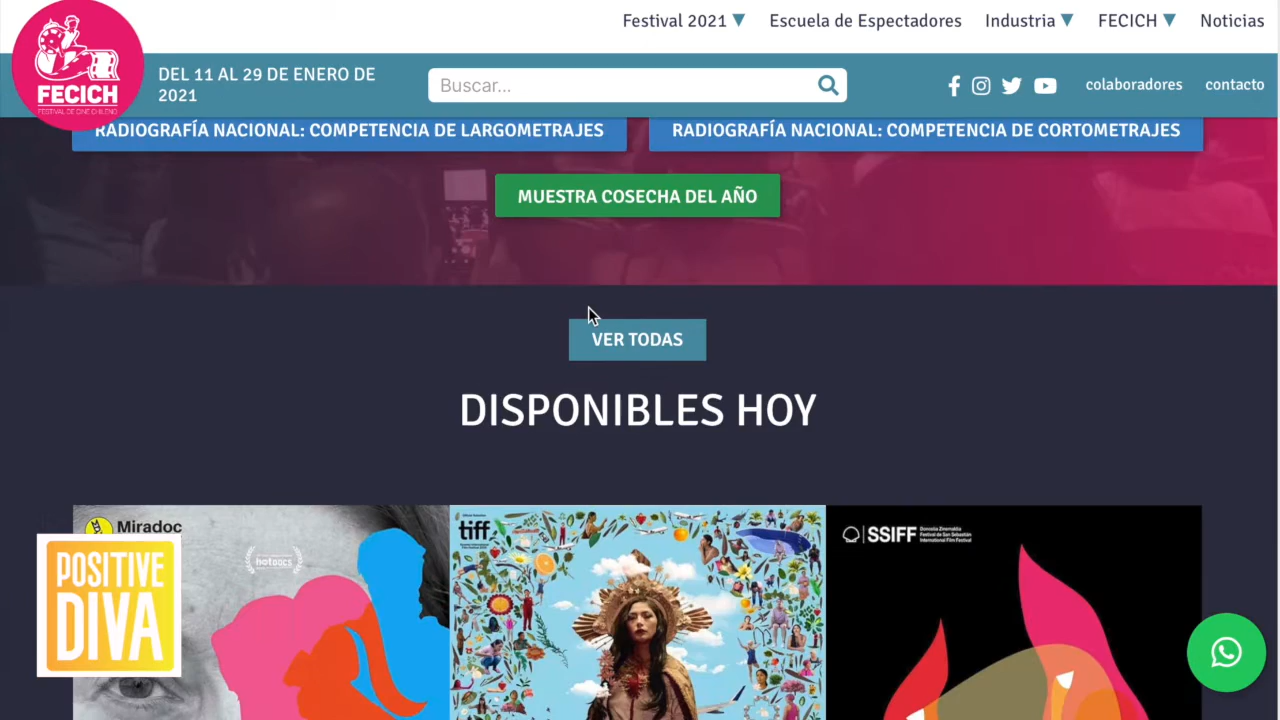 Festival 2021 ▼ Escuela de Espectadores Industria ▼ FECICH ▼ Noticias
FECICH
FESTIVAL DE CINE CHILENO
DEL 11 AL 29 DE ENERO DE
2021
Buscar...
colaboradores contacto
RADIOGRAFÍA NACIONAL: COMPETENCIA DE LARGOMETRAJES
RADIOGRAFÍA NACIONAL: COMPETENCIA DE CORTOMETRAJES
MUESTRA COSECHA DEL AÑO
VER TODAS
DISPONIBLES HOY
Miradoc
hotdocs
POSITIVE
DIVA
tiff
SSIFF
Donostia Zinemaldia
Festival de San Sebastián
International Film Festival